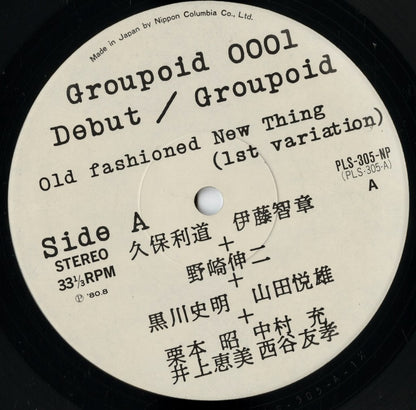 Made in Japan by Nippon Columbia Co., Ltd.
Groupoid 0001
Debut / Groupoid
Old fashioned New Thing
(1st variation)
PLS-305-NP
(PLS-305-A)
A
Side A
STEREO
33⅓RPM
Ⓟ '80.8
久保利道 + 伊藤智章
野崎伸二
+
黒川史明 + 山田悦雄
+
栗本 昭 中村 充
井上恵美 西谷友孝